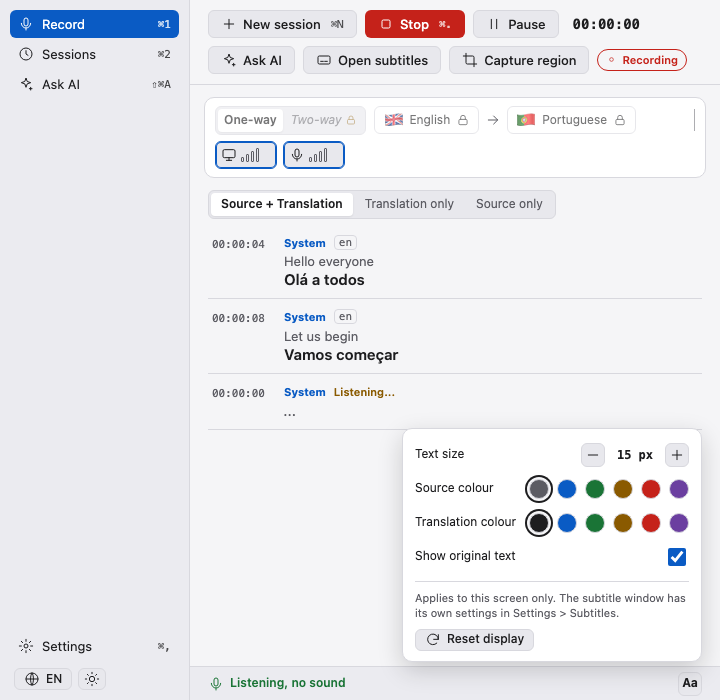 Record ⌘1
Sessions ⌘2
Ask AI ⇧⌘A
New session ⌘N
Stop ⌘.
Pause
00:00:00
Ask AI
Open subtitles
Capture region
Recording
One-way
Two-way
English
Portuguese
Source + Translation
Translation only
Source only
00:00:04 System en
Hello everyone
Olá a todos
00:00:08 System en
Let us begin
Vamos começar
00:00:00 System Listening...
...
Text size
15 px
Source colour
Translation colour
Show original text
Applies to this screen only. The subtitle window has
its own settings in Settings > Subtitles.
Reset display
Settings ⌘,
EN
Listening, no sound
Aa